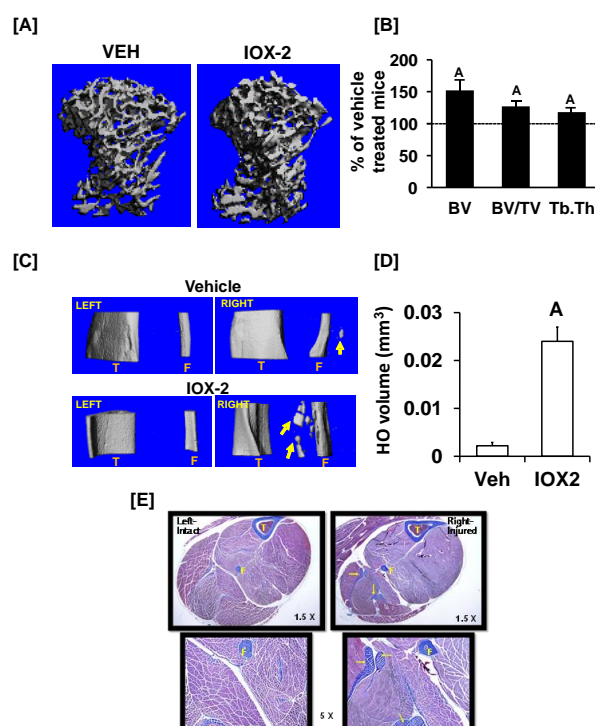 [A]
VEH
IOX-2
[B]
% of vehicle
treated mice
200
150
100
50
0
A
A
A
BV
BV/TV
Tb.Th
[C]
Vehicle
LEFT
T
F
RIGHT
T
F
IOX-2
LEFT
T
F
RIGHT
T
F
[D]
HO volume (mm³)
0.03
0.02
0.01
0
A
Veh
IOX2
[E]
Left-
Intact
T
F
1.5 X
Right-
Injured
T
F
1.5 X
F
5 X
F